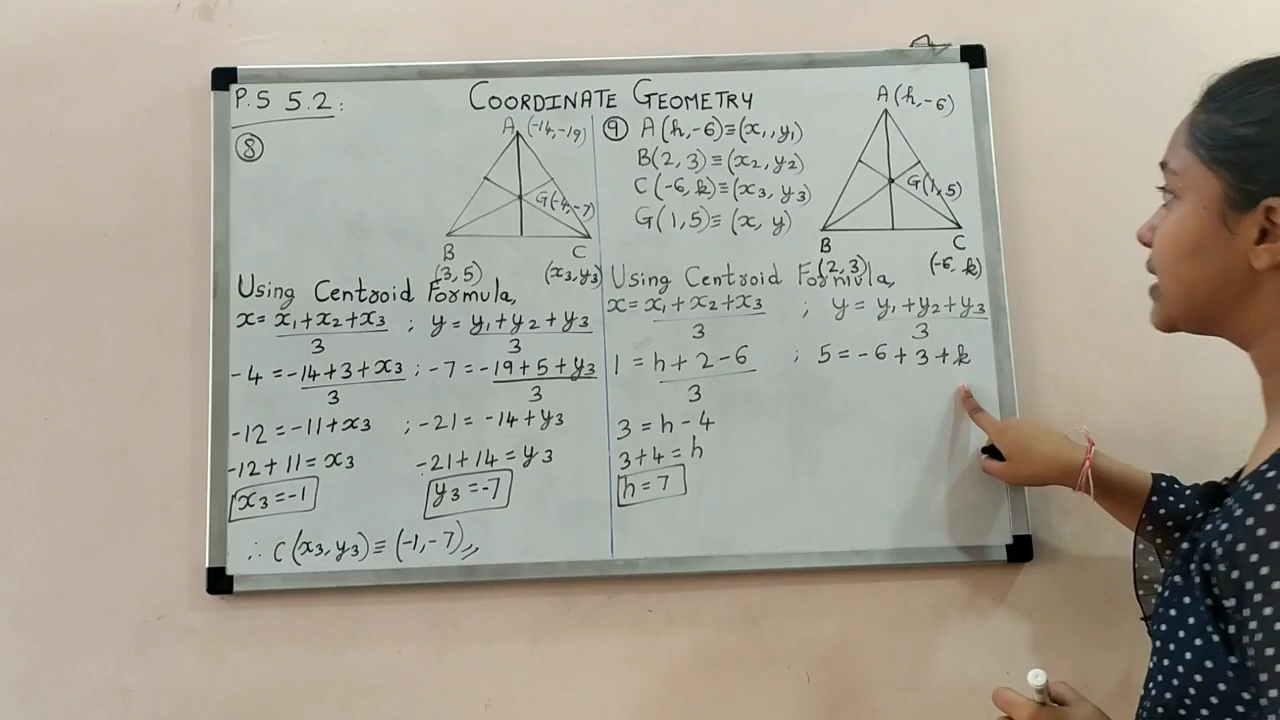 P.S 5.2:
COORDINATE GEOMETRY
⑧
A (-14,-19)
G(-4,-7)
B
C
(3,5)
(x₃,y₃)
Using Centroid Formula,
x = x₁+x₂+x₃/3 ; y = y₁+y₂+y₃/3
-4 = -14+3+x₃/3 ; -7 = -19+5+y₃/3
-12 = -11+x₃ ; -21 = -14+y₃
-12+11 = x₃ -21+14 = y₃
x₃ = -1 y₃ = -7
∴ C(x₃,y₃) ≡ (-1,-7)
⑨ A(h,-6) ≡ (x₁,y₁)
B(2,3) ≡ (x₂,y₂)
C(-6,k) ≡ (x₃,y₃)
G(1,5) ≡ (x,y)
A(h,-6)
G(1,5)
B
C
(2,3)
(-6,k)
Using Centroid Formula,
x = x₁+x₂+x₃/3 ; y = y₁+y₂+y₃/3
1 = h+2-6/3 ; 5 = -6+3+k
3 = h-4
3+4 = h
h = 7